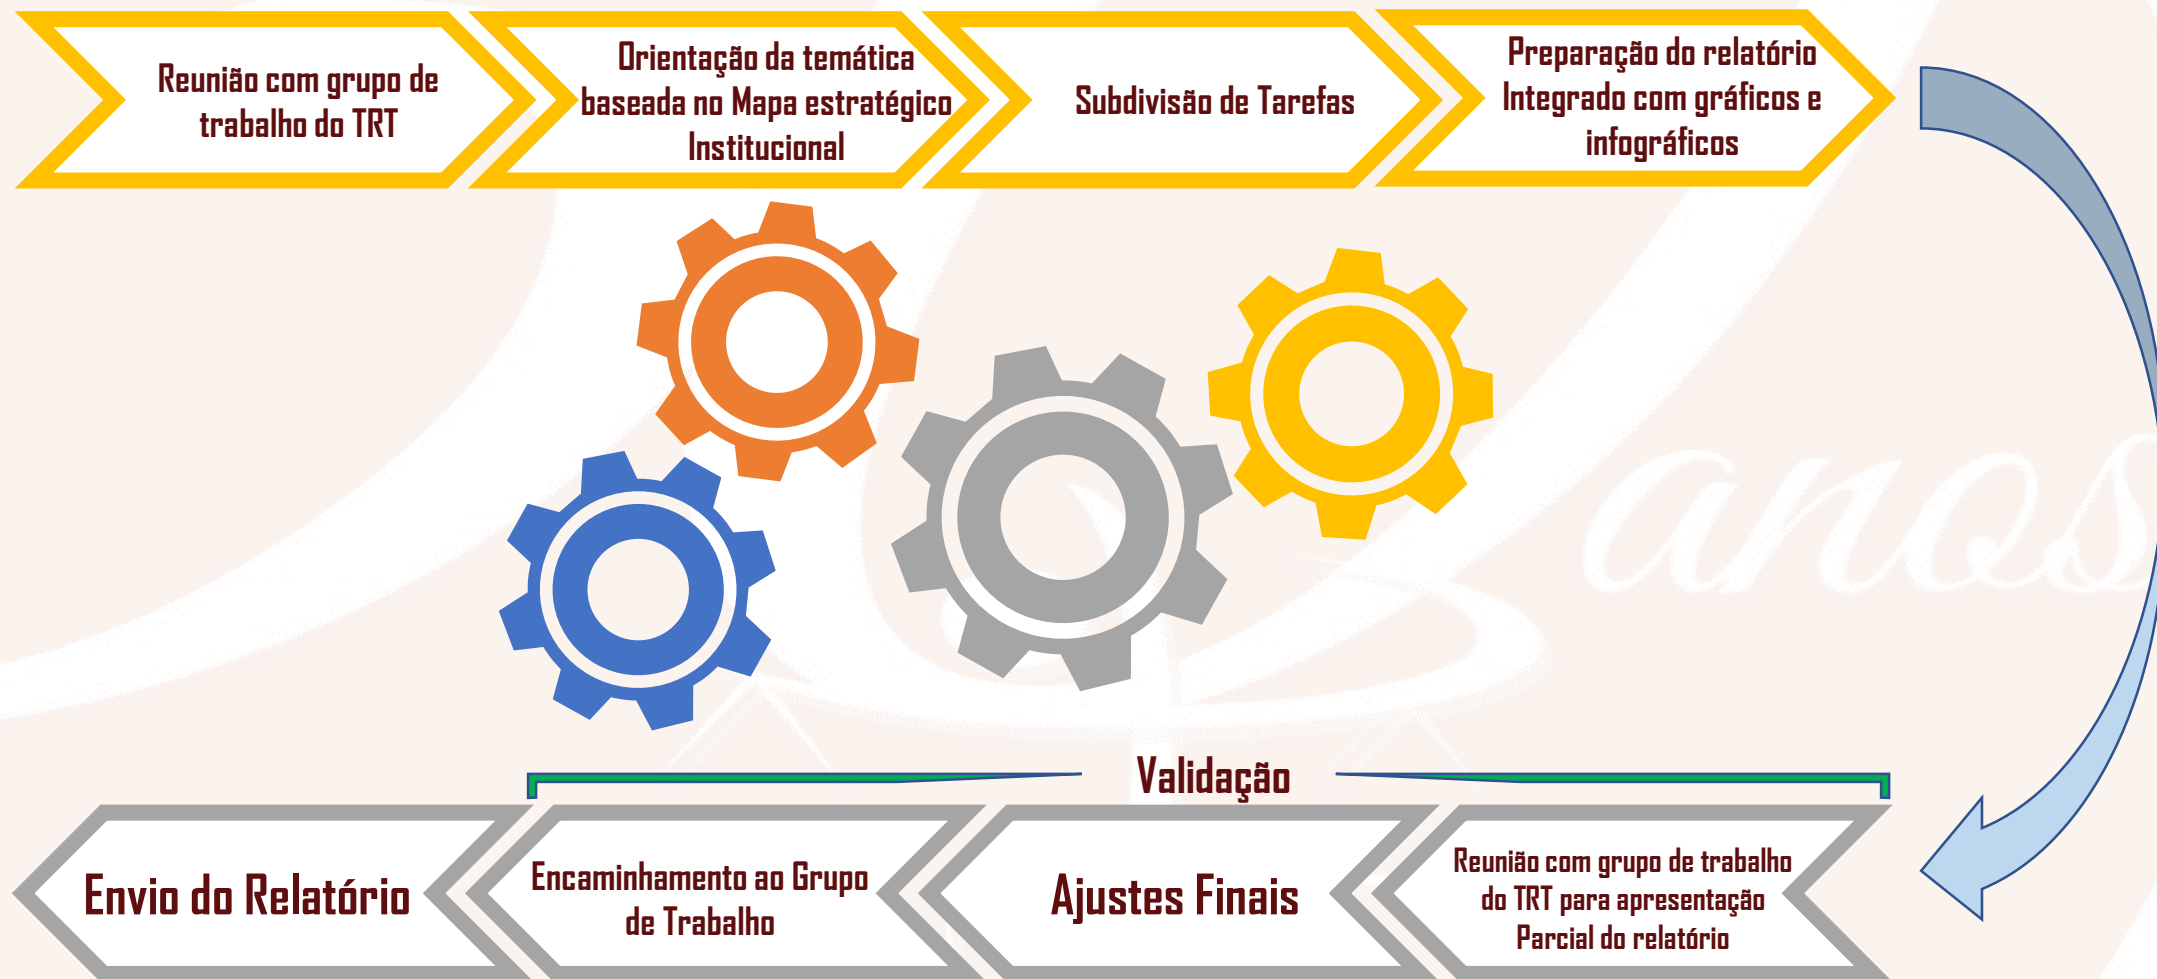 Reunião com grupo de
trabalho do TRT
Orientação da temática
baseada no Mapa estratégico
Institucional
Subdivisão de Tarefas
Preparação do relatório
Integrado com gráficos e
infográficos
anos
Validação
Envio do Relatório
Encaminhamento ao Grupo
de Trabalho
Ajustes Finais
Reunião com grupo de trabalho
do TRT para apresentação
Parcial do relatório